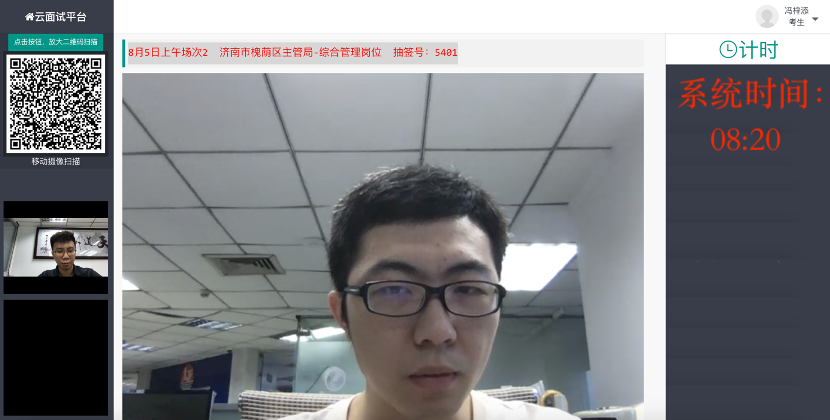 云面试平台
点击按钮，放大二维码扫描
移动摄像扫描
冯梓添
考生
8月5日上午场次2 济南市槐荫区主管局-综合管理岗位 抽签号：5401
计时
系统时间：
08:20